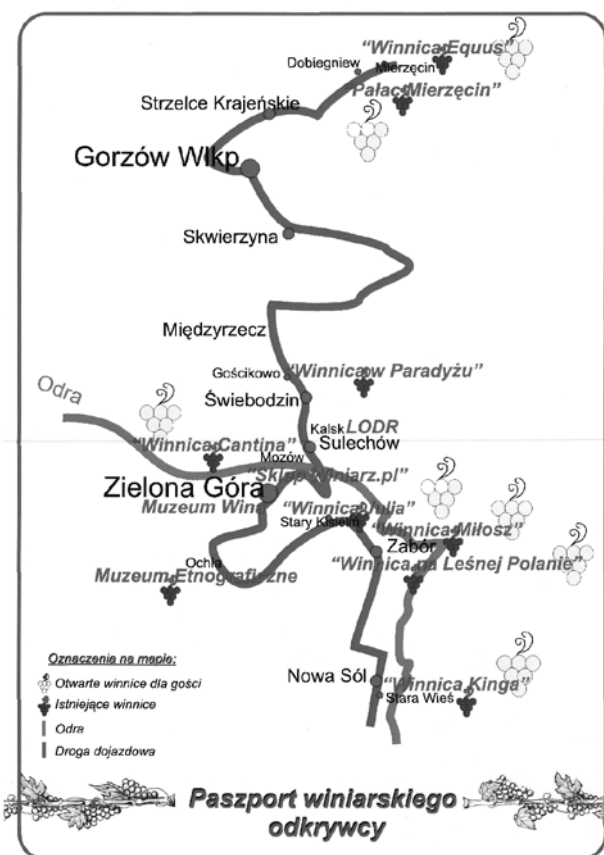 "Winnica Equus"
Dobiegniew
Mierzęcin
"Pałac Mierzęcin"
Strzelce Krajeńskie
Gorzów Wlkp
Skwierzyna
Międzyrzecz
Gościkowo
"Winnica w Paradyżu"
Odra
Świebodzin
Kalsk LODR
Sulechów
"Winnica Cantina"
Mozów
"Sklep Winiarz.pl"
Zielona Góra
Muzeum Wina
"Winnica Julia"
Stary Kisielin
"Winnica Miłosz"
Zabór
"Winnica na Leśnej Polanie"
Ochla
Muzeum Etnograficzne
Oznaczenia na mapie:
Otwarte winnice dla gości
Istniejące winnice
Odra
Droga dojazdowa
Nowa Sól
"Winnica Kinga"
Stara Wieś
Paszport winiarskiego
odkrywcy